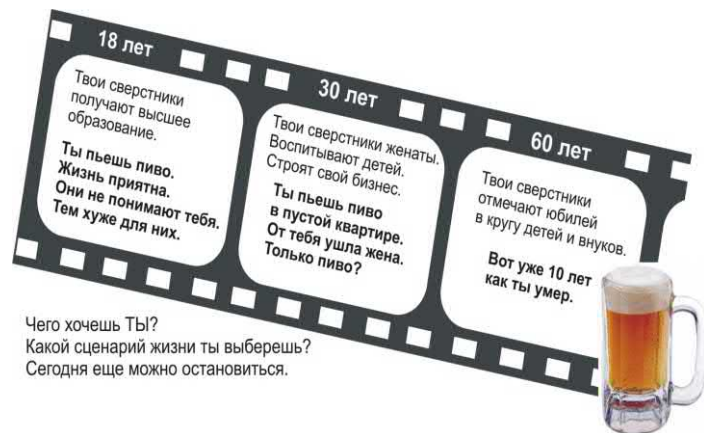 18 лет
Твои сверстники
получают высшее
образование.
Ты пьешь пиво.
Жизнь приятна.
Они не понимают тебя.
Тем хуже для них.
30 лет
Твои сверстники женаты.
Воспитывают детей.
Строят свой бизнес.
Ты пьешь пиво
в пустой квартире.
От тебя ушла жена.
Только пиво?
60 лет
Твои сверстники
отмечают юбилей
в кругу детей и внуков.
Вот уже 10 лет
как ты умер.
Чего хочешь ТЫ?
Какой сценарий жизни ты выберешь?
Сегодня еще можно остановиться.